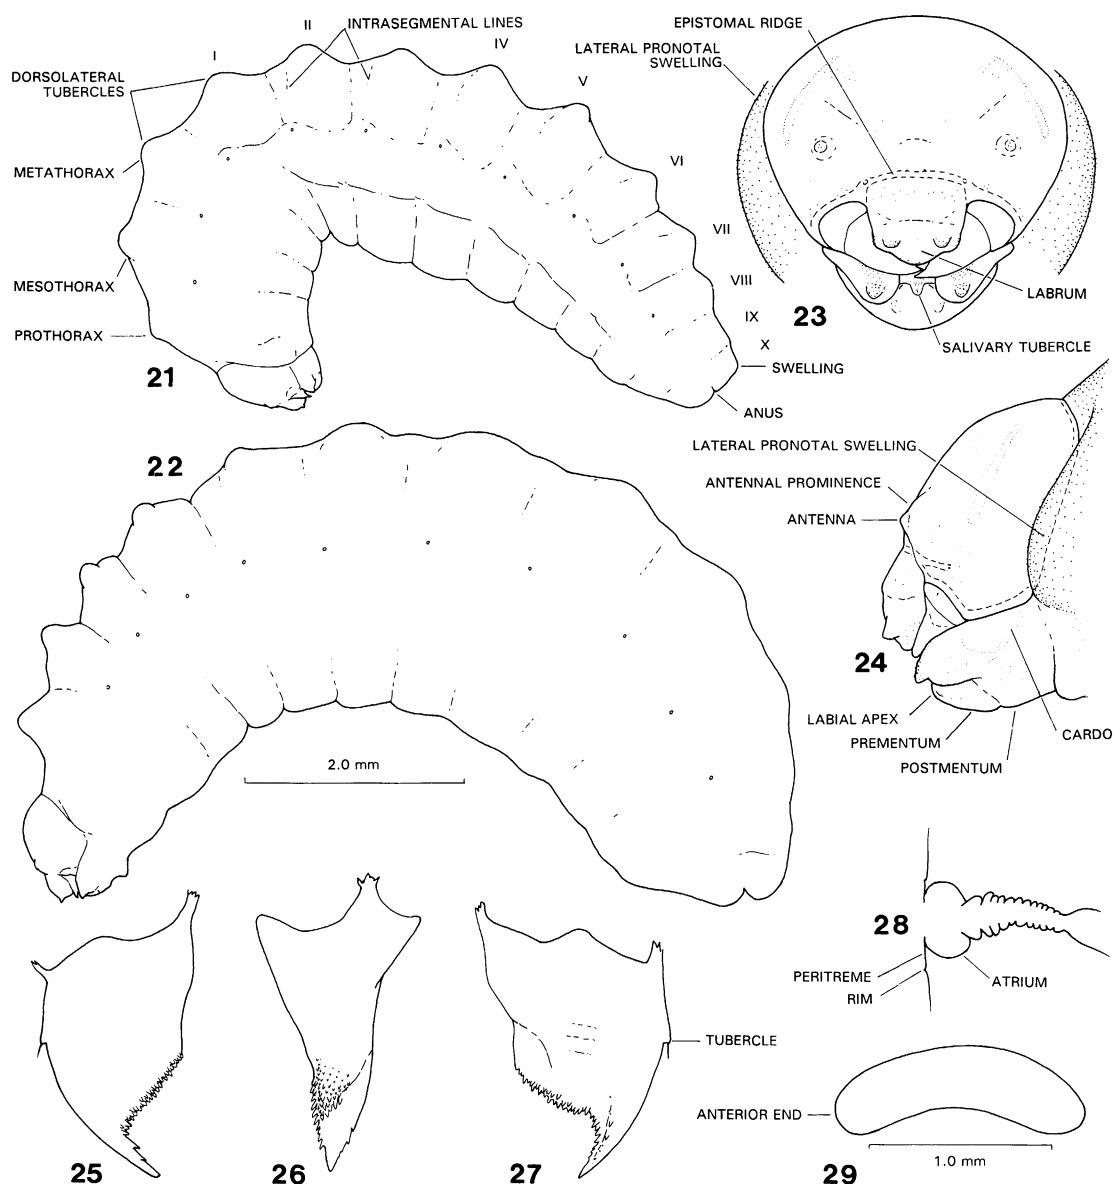 I
II
INTRASEGMENTAL LINES
IV
V
VI
VII
VIII
IX
X
DORSOLATERAL
TUBERCLES
METATHORAX
MESOTHORAX
PROTHORAX
SWELLING
ANUS
21
EPISTOMAL RIDGE
LATERAL PRONOTAL
SWELLING
LABRUM
SALIVARY TUBERCLE
23
22
2.0 mm
LATERAL PRONOTAL SWELLING
ANTENNAL PROMINENCE
ANTENNA
24
LABIAL APEX
PREMENTUM
POSTMENTUM
CARDO
25
26
27
TUBERCLE
28
PERITREME
RIM
ATRIUM
ANTERIOR END
1.0 mm
29